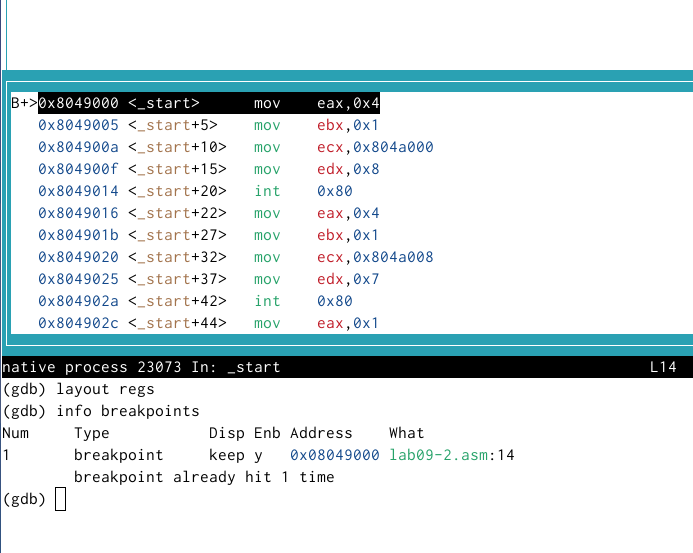 B+>0x8049000 <_start>      mov    eax,0x4
   0x8049005 <_start+5>    mov    ebx,0x1
   0x804900a <_start+10>   mov    ecx,0x804a000
   0x804900f <_start+15>   mov    edx,0x8
   0x8049014 <_start+20>   int    0x80
   0x8049016 <_start+22>   mov    eax,0x4
   0x804901b <_start+27>   mov    ebx,0x1
   0x8049020 <_start+32>   mov    ecx,0x804a008
   0x8049025 <_start+37>   mov    edx,0x7
   0x804902a <_start+42>   int    0x80
   0x804902c <_start+44>   mov    eax,0x1
native process 23073 In: _start                                         L14
(gdb) layout regs
(gdb) info breakpoints
Num     Type           Disp Enb Address    What
1       breakpoint     keep y   0x08049000 lab09-2.asm:14
        breakpoint already hit 1 time
(gdb)